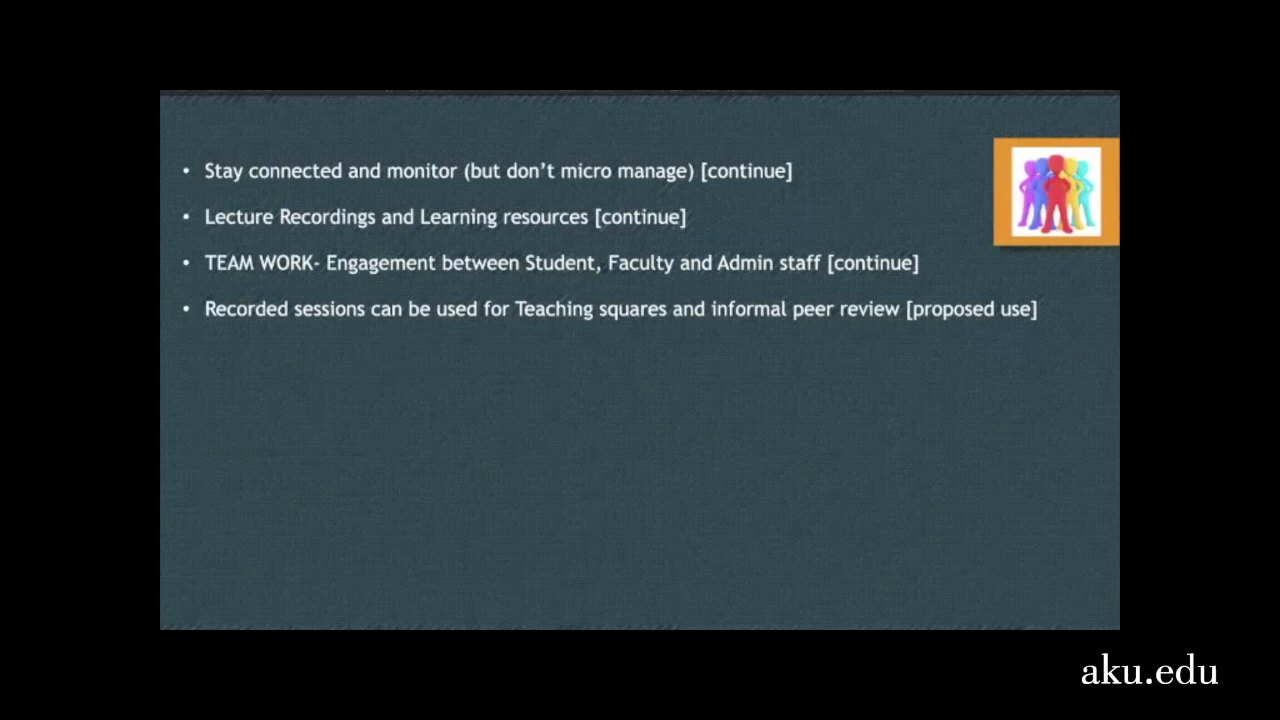 • Stay connected and monitor (but don’t micro manage) [continue]
• Lecture Recordings and Learning resources [continue]
• TEAM WORK- Engagement between Student, Faculty and Admin staff [continue]
• Recorded sessions can be used for Teaching squares and informal peer review [proposed use]
aku.edu